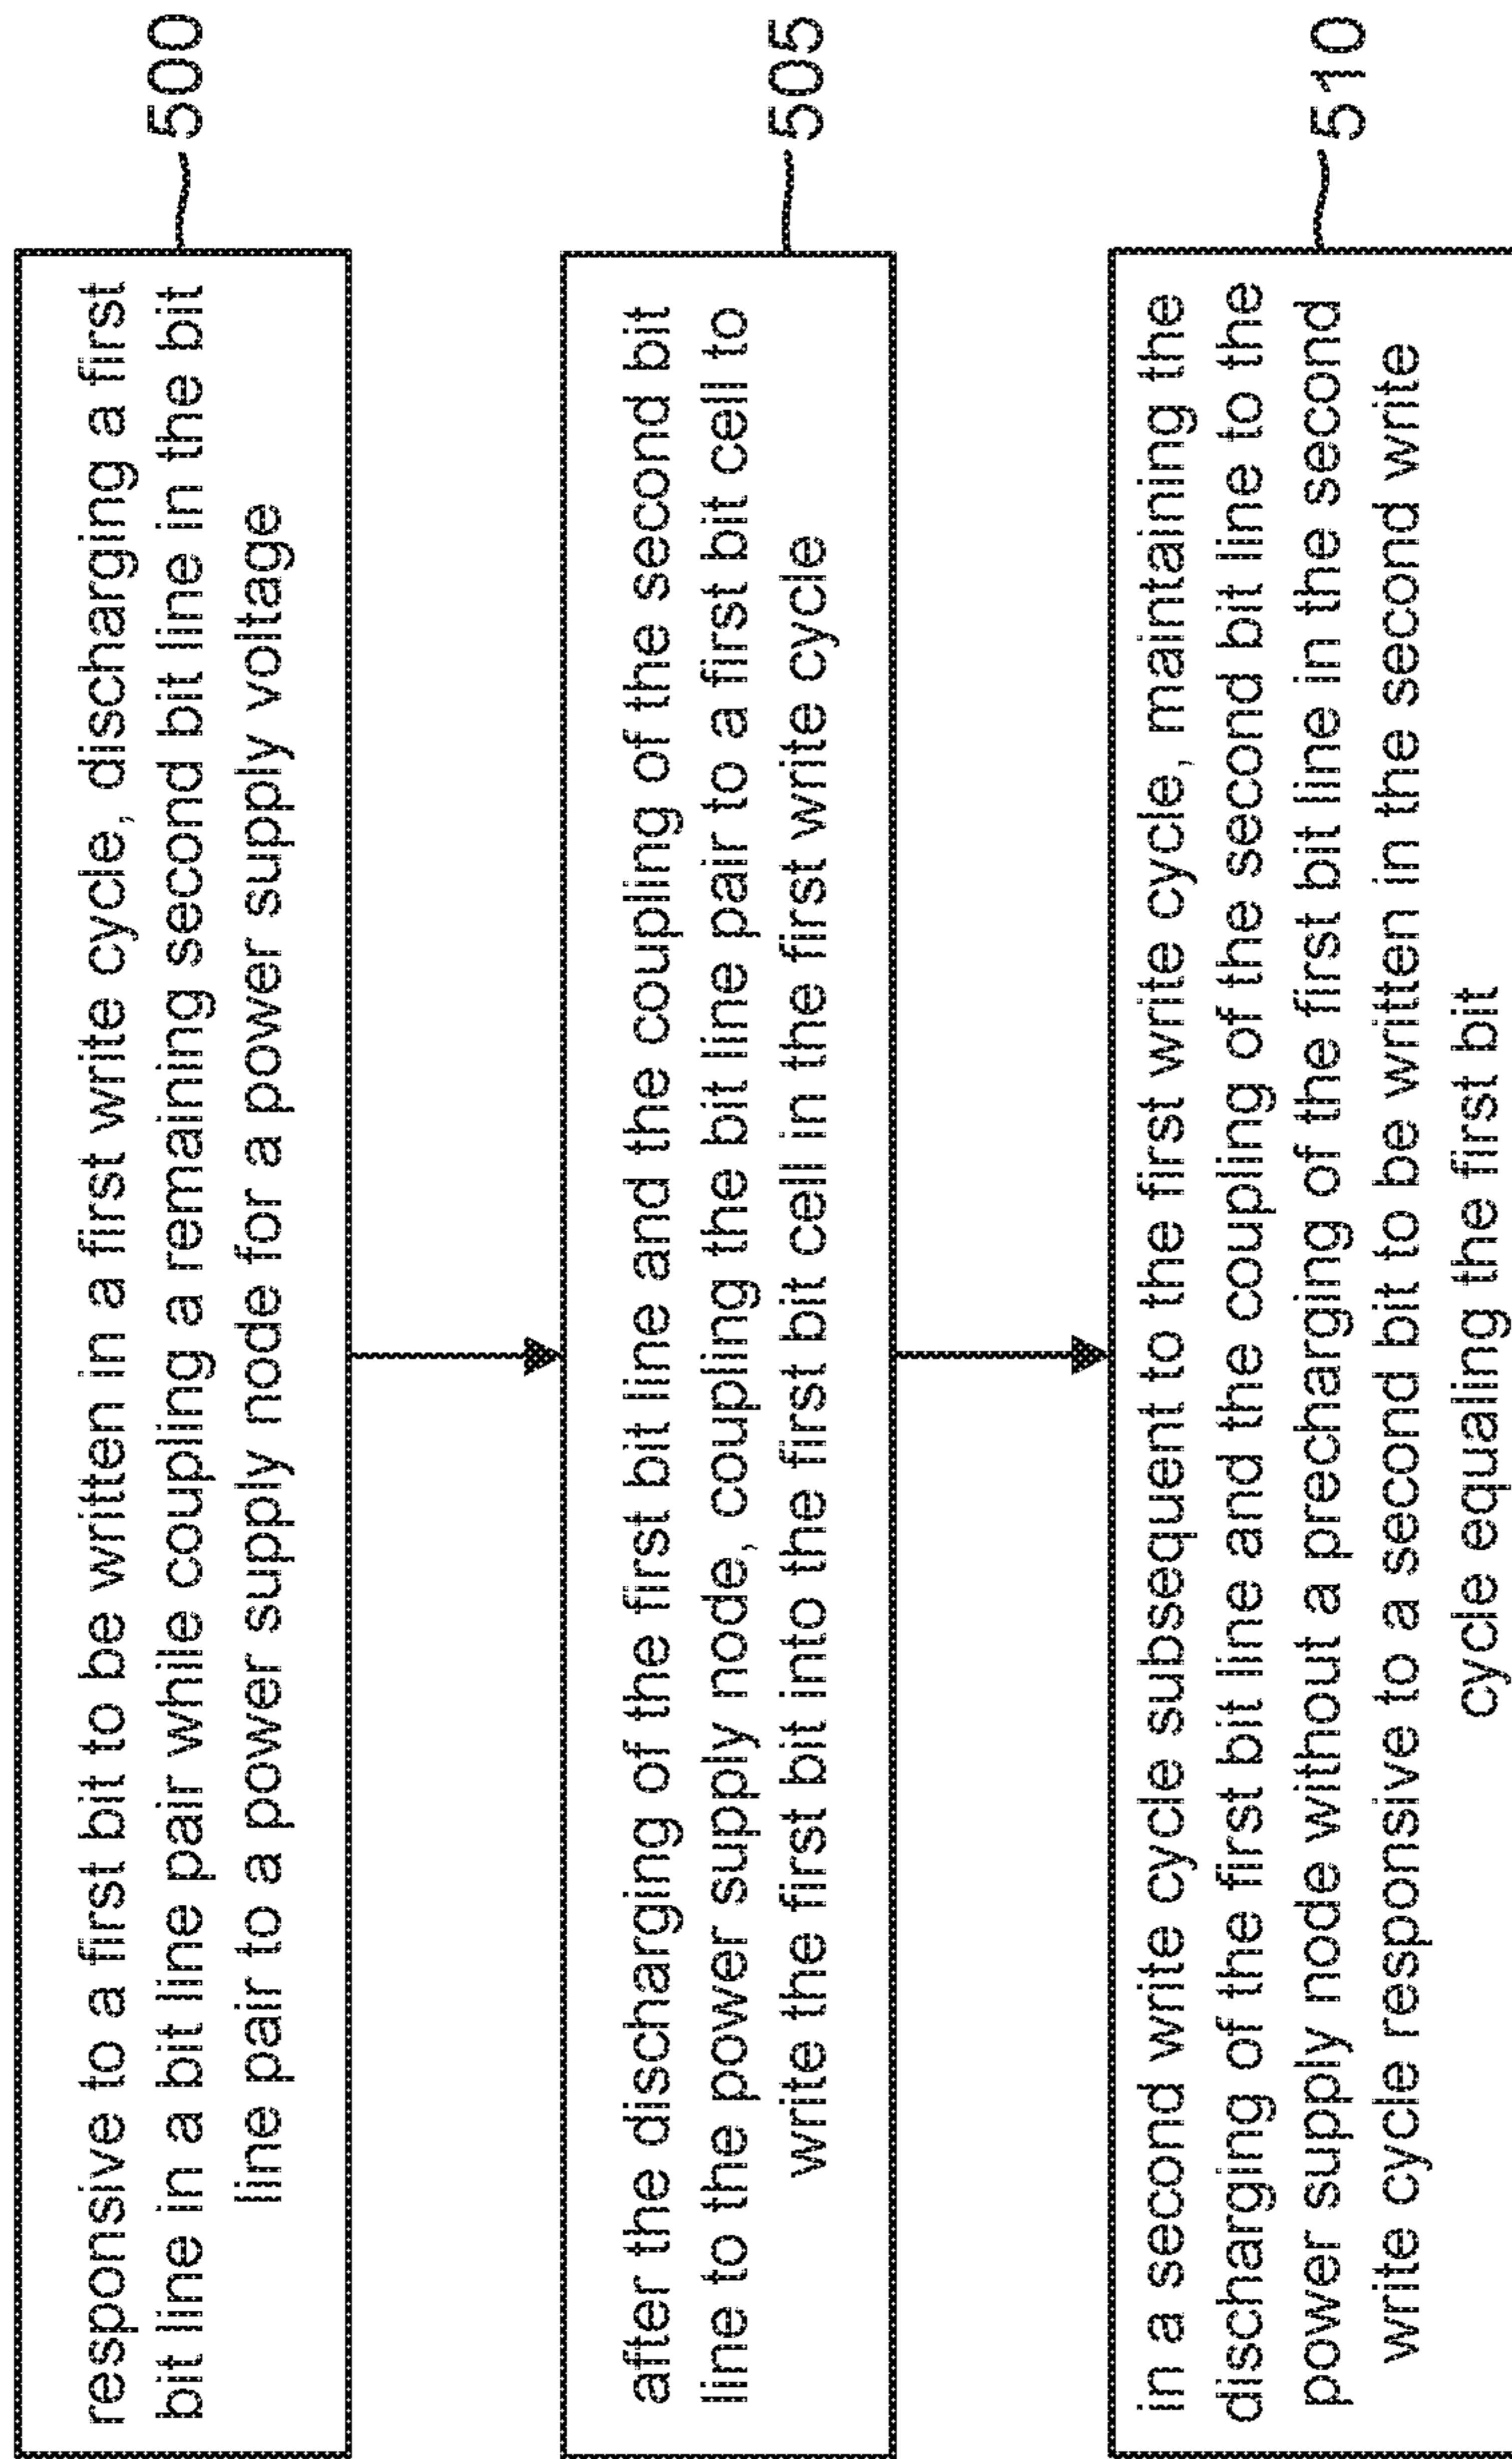 responsive to a first bit to be written in a first write cycle, discharging a first
bit line in a bit line pair while coupling a remaining second bit line in the bit
line pair to a power supply node for a power supply voltage
500
after the discharging of the first bit line and the coupling of the second bit
line to the power supply node, coupling the bit line pair to a first bit cell to
write the first bit into the first bit cell in the first write cycle
505
in a second write cycle subsequent to the first write cycle, maintaining the
discharging of the first bit line and the coupling of the second bit line to the
power supply node without a precharging of the first bit line in the second
write cycle responsive to a second bit to be written in the second write
cycle equaling the first bit
510